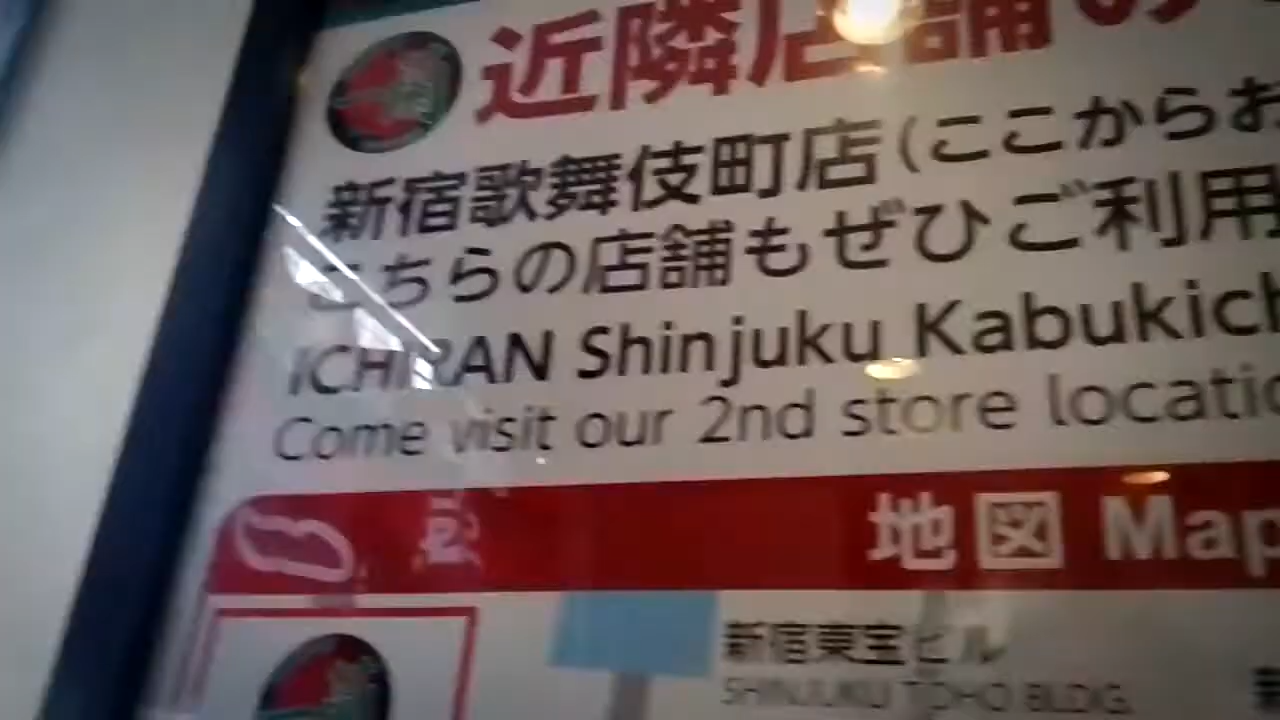 近隣店舗の
新宿歌舞伎町店(ここからお
こちらの店舗もぜひご利用
ICHIRAN Shinjuku Kabukich
Come visit our 2nd store locatio
地図 Map
新宿東宝ビル
SHINJUKU TOHO BLDG.